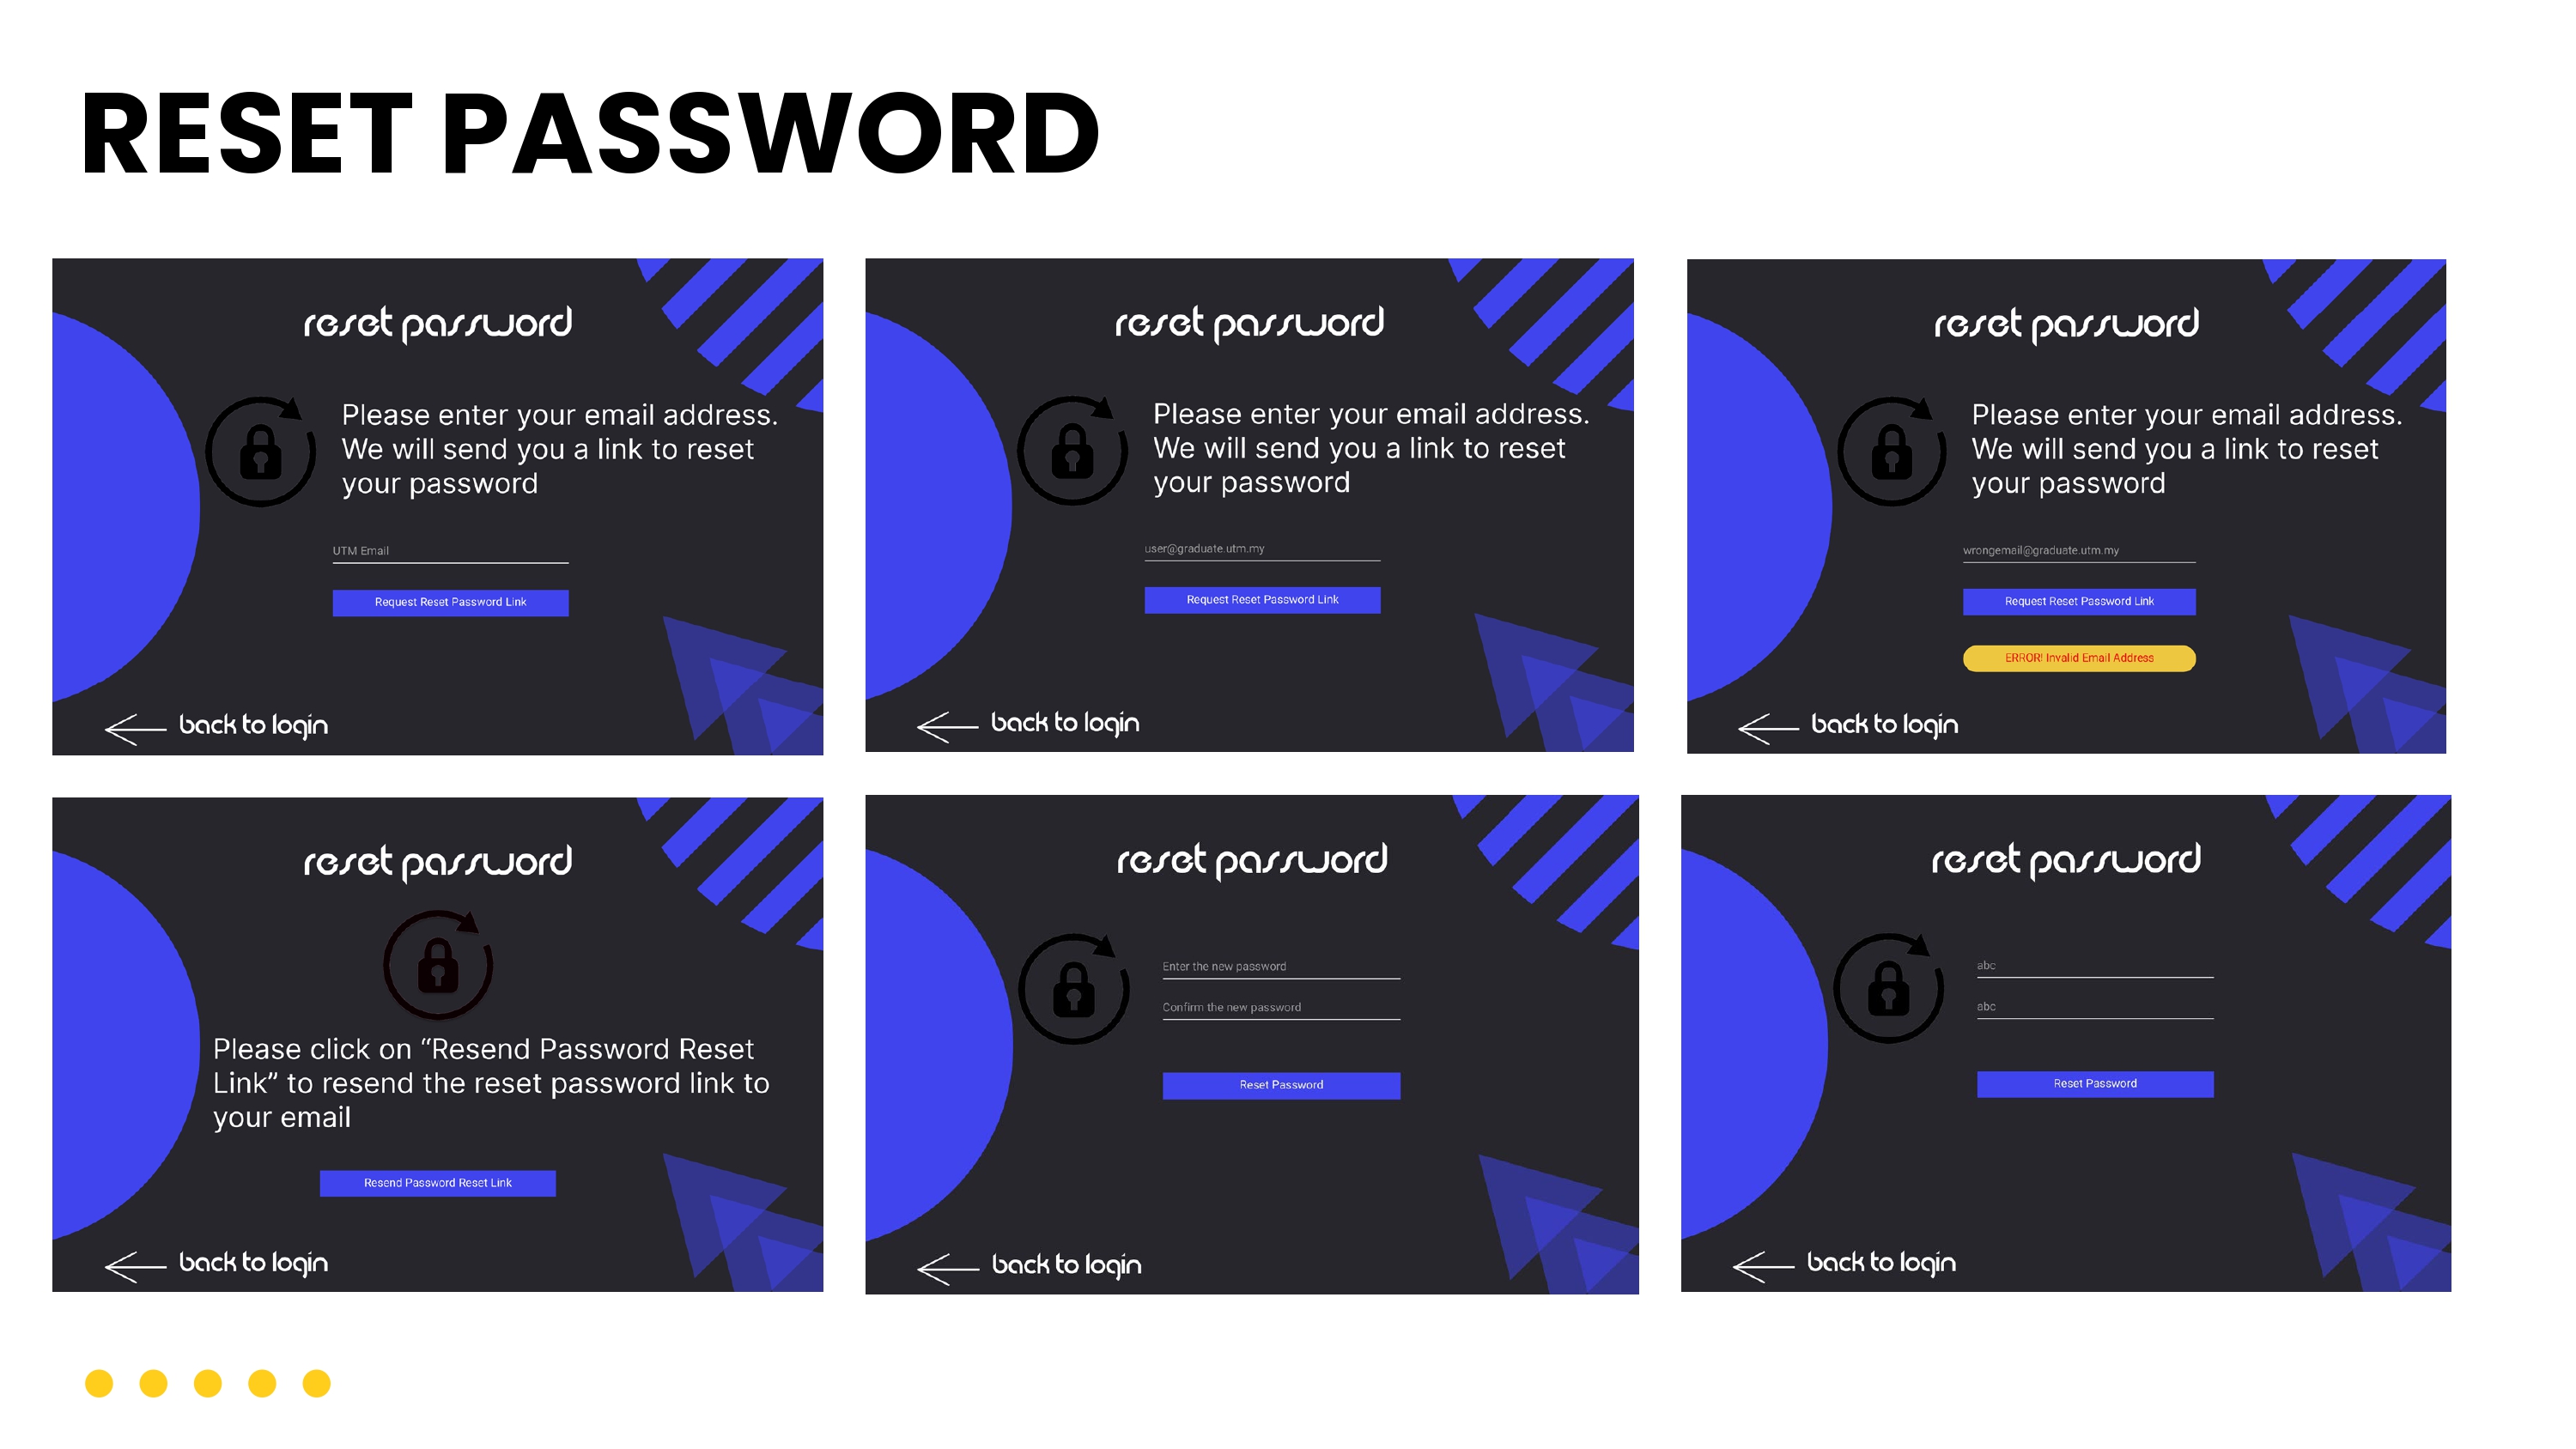 RESET PASSWORD
reset password
Please enter your email address.
We will send you a link to reset
your password
UTM Email
Request Reset Password Link
back to login
reset password
Please enter your email address.
We will send you a link to reset
your password
user@graduate.utm.my
Request Reset Password Link
back to login
reset password
Please enter your email address.
We will send you a link to reset
your password
wrongemail@graduate.utm.my
Request Reset Password Link
ERROR! Invalid Email Address
back to login
reset password
Please click on “Resend Password Reset
Link” to resend the reset password link to
your email
Resend Password Reset Link
back to login
reset password
Enter the new password
Confirm the new password
Reset Password
back to login
reset password
abc
abc
Reset Password
back to login